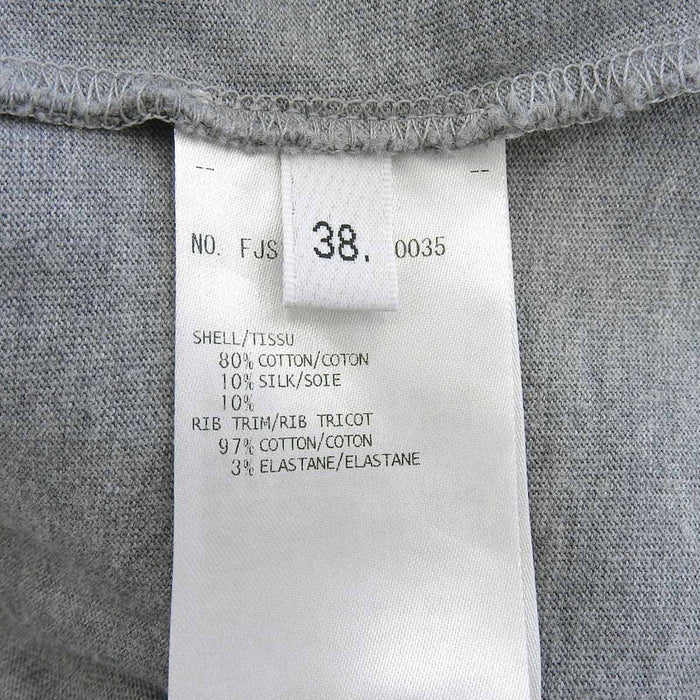 -- --
NO. FJS 0035
38.
SHELL/TISSU
80% COTTON/COTON
10% SILK/SOIE
10%
RIB TRIM/RIB TRICOT
97% COTTON/COTON
3% ELASTANE/ELASTANE